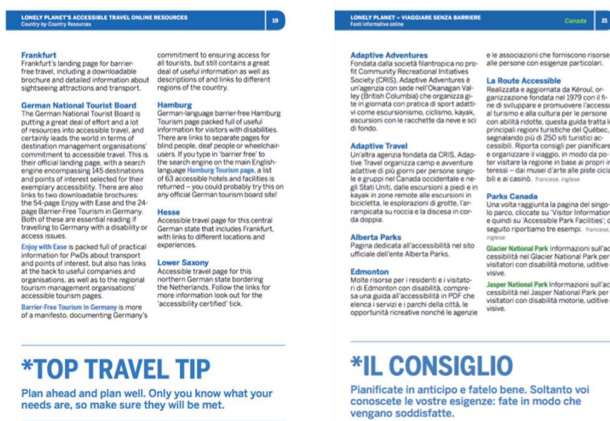 LONELY PLANET'S ACCESSIBLE TRAVEL ONLINE RESOURCES
Country-by-Country Resources
19
Frankfurt
Frankfurt's landing page for barrier-
free travel, including a downloadable
brochure and detailed information about
sightseeing attractions and transport.
German National Tourist Board
The German National Tourist Board is
putting a great deal of effort and a lot
of resources into accessible travel, and
certainly leads the world in terms of
destination management organisations'
commitment to accessible travel. This is
their official landing page, with a search
engine encompassing 145 destinations
and points of interest selected for their
exemplary accessibility. There are also
links to two downloadable brochures:
the 54-page Enjoy with Ease and the 24-
page Barrier-Free Tourism in Germany.
Both of these are essential reading if
travelling to Germany with a disability or
access issues.
Enjoy with Ease is packed full of practical
information for PwDs about transport
and points of interest, but also has links
at the back to useful companies and
organisations, as well as to the regional
tourism management organisations'
accessible tourism pages.
Barrier-Free Tourism in Germany is more
of a manifesto, documenting Germany's
commitment to ensuring access for
all tourists, but still contains a great
deal of useful information as well as
descriptions of and links to different
regions of the country.
Hamburg
German-language barrier-free Hamburg
Tourism page packed full of useful
information for visitors with disabilities.
There are links to separate pages for
blind people, deaf people or wheelchair-
users. If you type in 'barrier free' to
the search engine on the main English-
language Hamburg Tourism page, a list
of 63 accessible hotels and facilities is
returned – you could probably try this on
any official German tourism board site!
Hesse
Accessible travel page for this central
German state that includes Frankfurt,
with links to different locations and
experiences.
Lower Saxony
Accessible travel page for this
northern German state bordering
the Netherlands. Follow the links for
more information look out for the
'accessibility certified' tick.
*TOP TRAVEL TIP
Plan ahead and plan well. Only you know what your
needs are, so make sure they will be met.
LONELY PLANET – VIAGGIARE SENZA BARRIERE
Fonti informative online
Canada
21
Adaptive Adventures
Fondata dalla società filantropica no pro-
fit Community Recreational Initiatives
Society (CRIS), Adaptive Adventures è
un'agenzia con sede nell'Okanagan Val-
ley (British Columbia) che organizza gi-
te in giornata con pratica di sport adatti-
vi come escursionismo, ciclismo, kayak,
escursioni con le racchette da neve e sci
di fondo.
Adaptive Travel
Un'altra agenzia fondata da CRIS, Adap-
tive Travel organizza camp e avventure
adattive di più giorni per persone singo-
le e gruppi nel Canada occidentale e ne-
gli Stati Uniti, dalle escursioni a piedi e in
kayak in zone remote alle escursioni in
bicicletta, le esplorazioni di grotte, l'ar-
rampicata su roccia e la discesa in cor-
da doppia.
Alberta Parks
Pagina dedicata all'accessibilità nel sito
ufficiale dell'ente Alberta Parks.
Edmonton
Molte risorse per i residenti e i visitato-
ri di Edmonton con disabilità, compre-
sa una guida all'accessibilità in PDF che
elenca i servizi e i parchi della città, le
opportunità ricreative nonché le agenzie
e le associazioni che forniscono risorse
alle persone con esigenze particolari.
La Route Accessible
Realizzata e aggiornata da Kéroul, or-
ganizzazione fondata nel 1979 con il fi-
ne di sviluppare e promuovere l'access
al turismo e alla cultura per le persone
con abilità ridotte, questa guida tratta i
principali regioni turistiche del Québec,
segnalando più di 250 siti turistici ac-
cessibili. Riporta consigli per pianificare
e organizzare il viaggio, in modo da po-
ter visitare la regione in base ai propri in
teressi – dai musei d'arte alle piste cicla
bili e ai casinò. francese, inglese
Parks Canada
Una volta raggiunta la pagina del singo-
lo parco, cliccate su 'Visitor Information
e quindi su 'Accessible Park Facilities'; d
seguito riportiamo tre esempi. francese,
inglese
Glacier National Park Informazioni sull'ac
cessibilità nel Glacier National Park per
visitatori con disabilità motorie, uditive
visive.
Jasper National Park Informazioni sull'ac
cessibilità nel Jasper National Park per
visitatori con disabilità motorie, uditive
visive.
*IL CONSIGLIO
Pianificate in anticipo e fatelo bene. Soltanto voi
conoscete le vostre esigenze: fate in modo che
vengano soddisfatte.